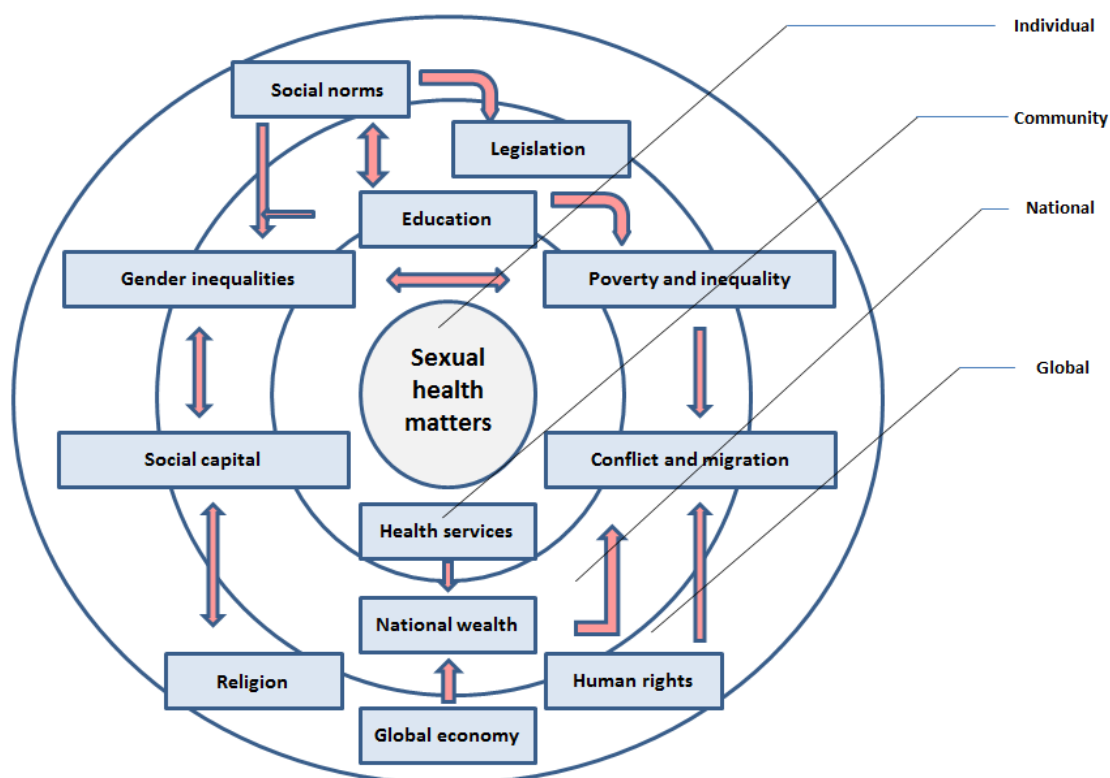 Individual
Social norms
Community
Legislation
National
Education
Gender inequalities
Poverty and inequality
Sexual
health
matters
Global
Social capital
Conflict and migration
Health services
National wealth
Religion
Human rights
Global economy